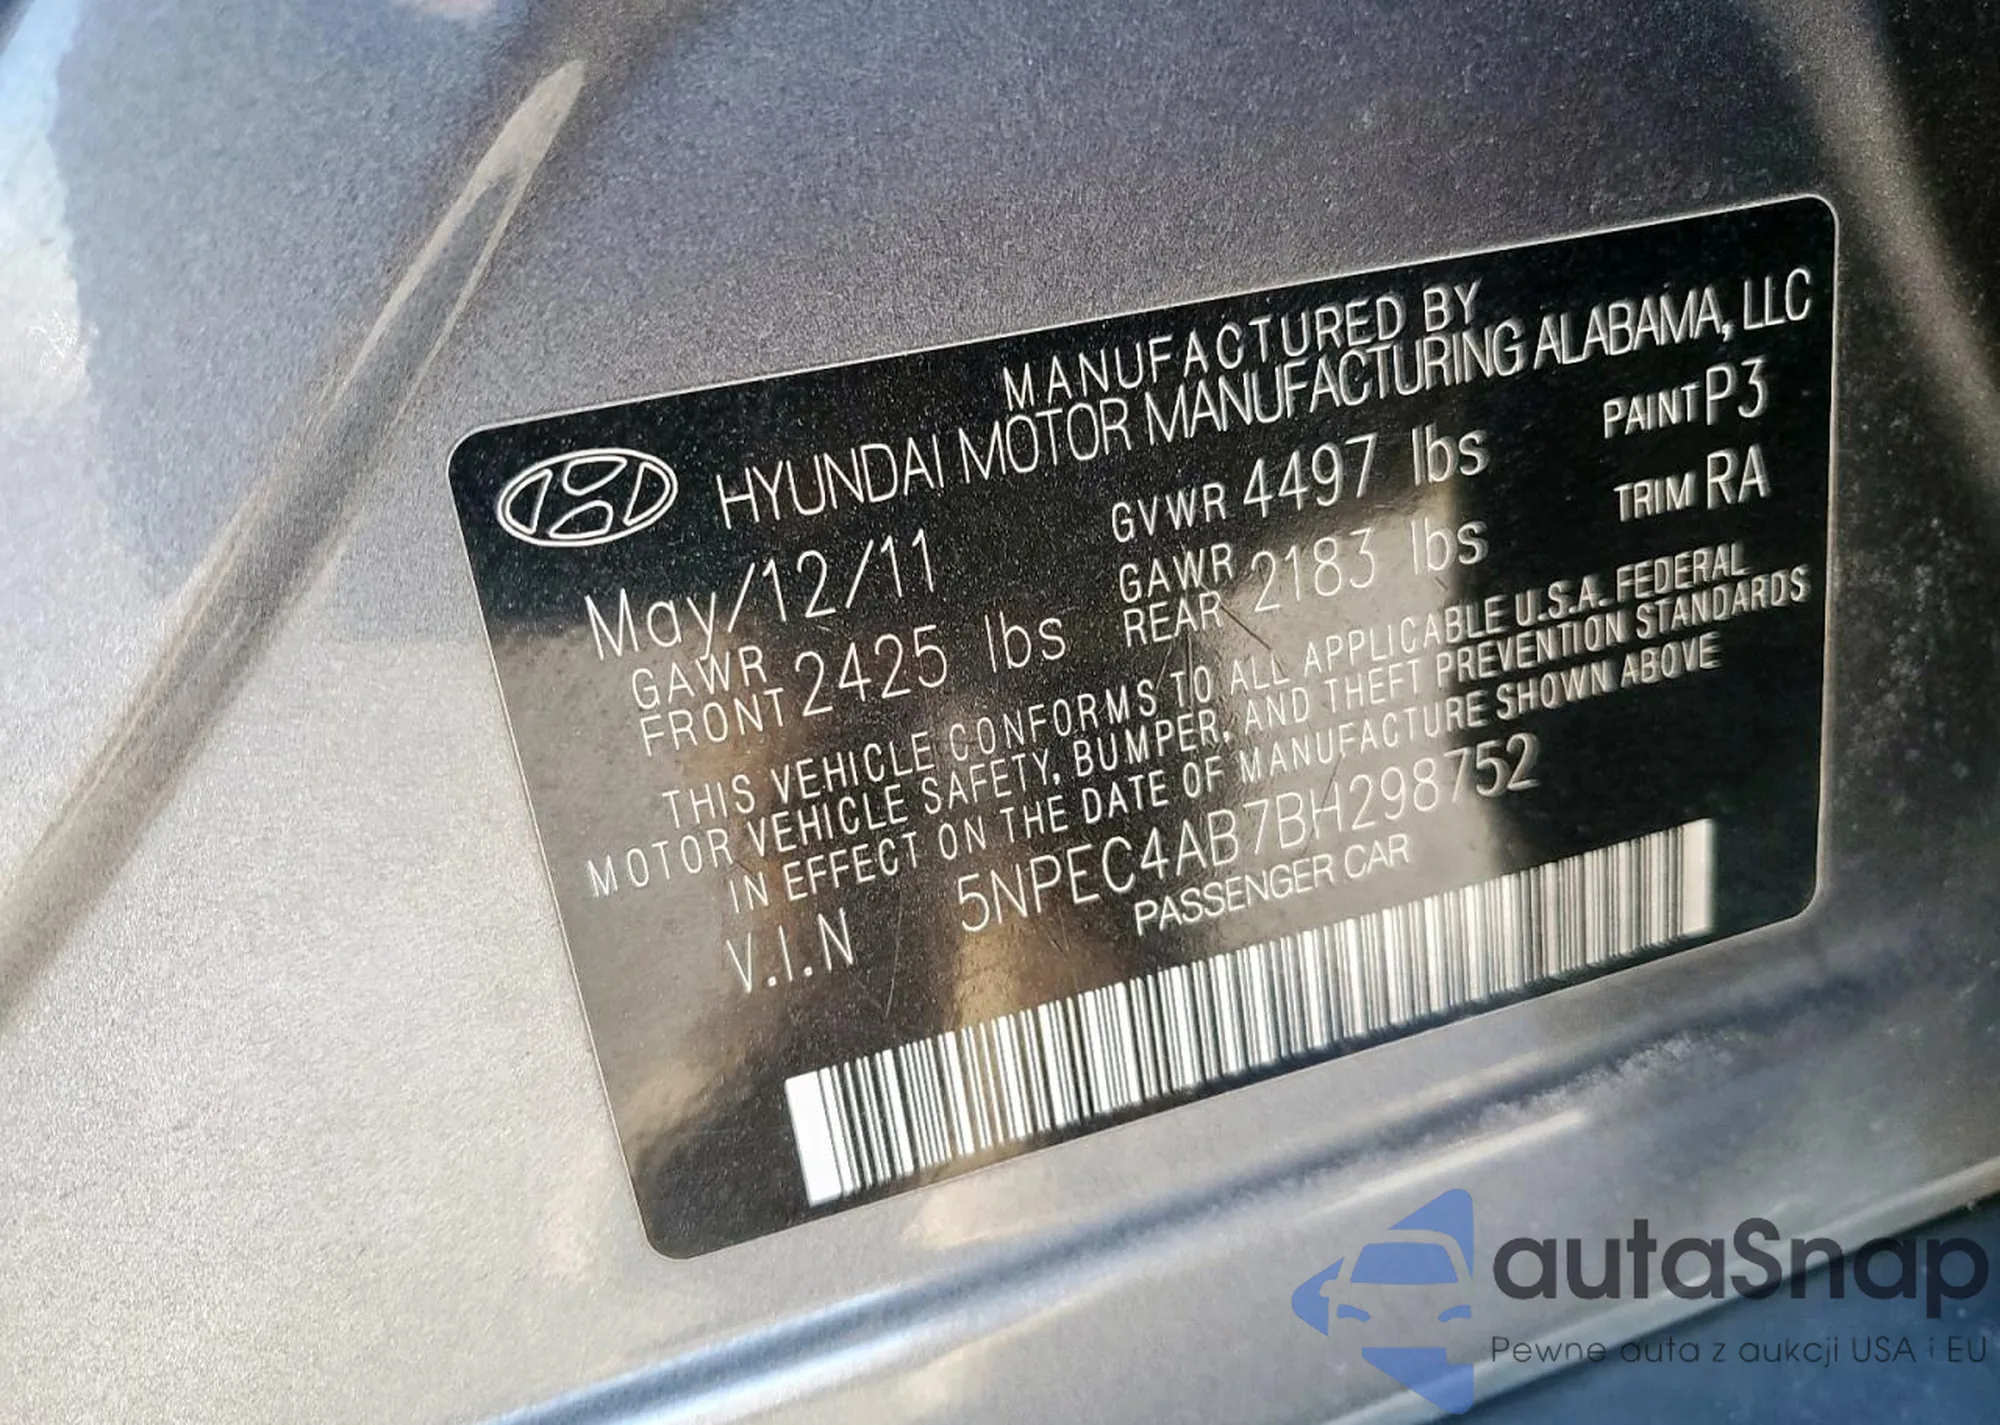 MANUFACTURED BY
HYUNDAI MOTOR MANUFACTURING ALABAMA, LLC
May/12/11
GVWR 4497 lbs
PAINT P3
GAWR FRONT 2425 lbs
GAWR REAR 2183 lbs
TRIM RA
THIS VEHICLE CONFORMS TO ALL APPLICABLE U.S.A. FEDERAL
MOTOR VEHICLE SAFETY, BUMPER, AND THEFT PREVENTION STANDARDS
IN EFFECT ON THE DATE OF MANUFACTURE SHOWN ABOVE
V.I.N 5NPEC4AB7BH298752
PASSENGER CAR
autaSnap
Pewne auta z aukcji USA i EU